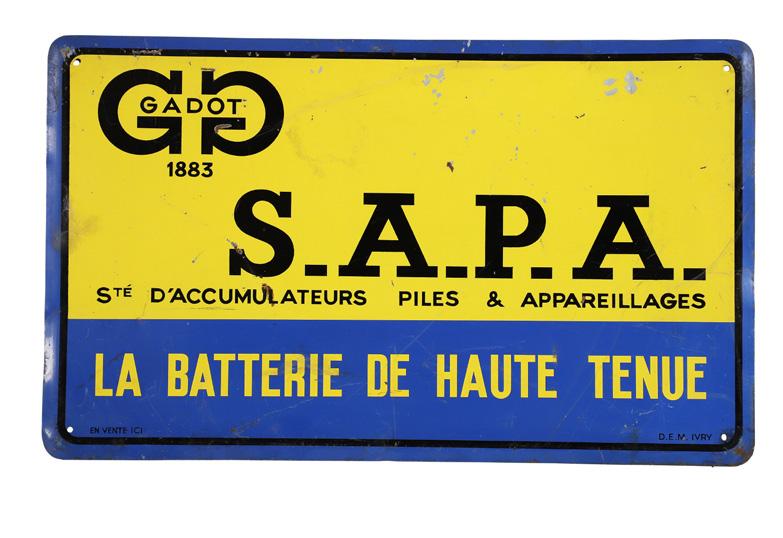 GADOT
1883
S.A.P.A.
STÉ D'ACCUMULATEURS PILES & APPAREILLAGES
LA BATTERIE DE HAUTE TENUE
EN VENTE ICI
D.E.M. IVRY